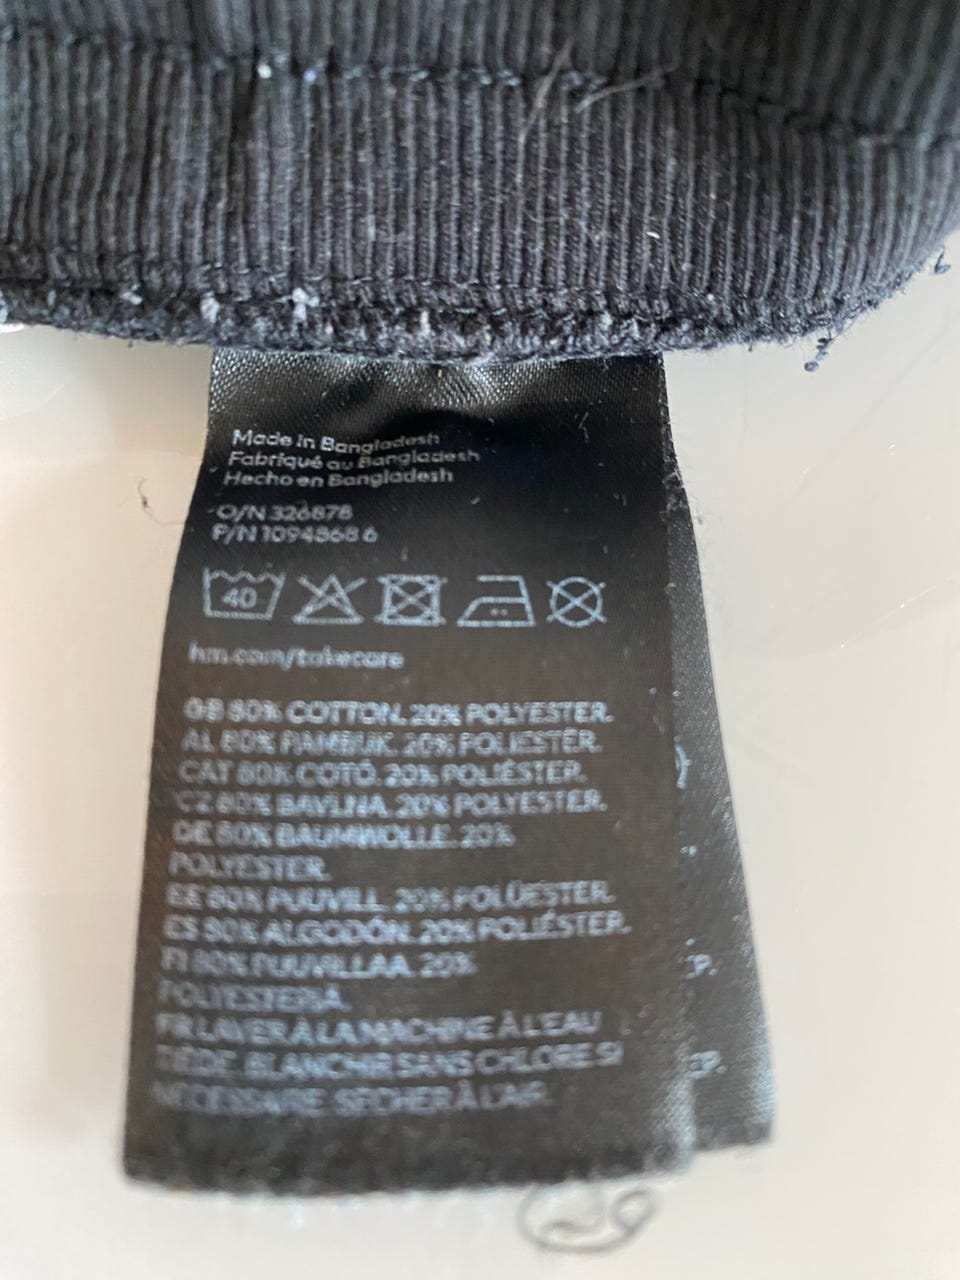 Made in Bangladesh
Fabriqué au Bangladesh
Hecho en Bangladesh
O/N 326878
P/N 1094868 6
40
hm.com/takecare
GB 80% COTTON. 20% POLYESTER.
AL 80% PAMBUK. 20% POLIESTËR.
CAT 80% COTÓ. 20% POLIÈSTER.
CZ 80% BAVLNA. 20% POLYESTER.
DE 80% BAUMWOLLE. 20%
POLYESTER.
EE 80% PUUVILL. 20% POLÜESTER.
ES 80% ALGODÓN. 20% POLIÉSTER.
FI 80% PUUVILLAA. 20%
POLYESTERIÄ.
FR LAVER À LA MACHINE À L'EAU
TIÈDE. BLANCHIR SANS CHLORE SI
NÉCESSAIRE. SÉCHER À L'AIR.